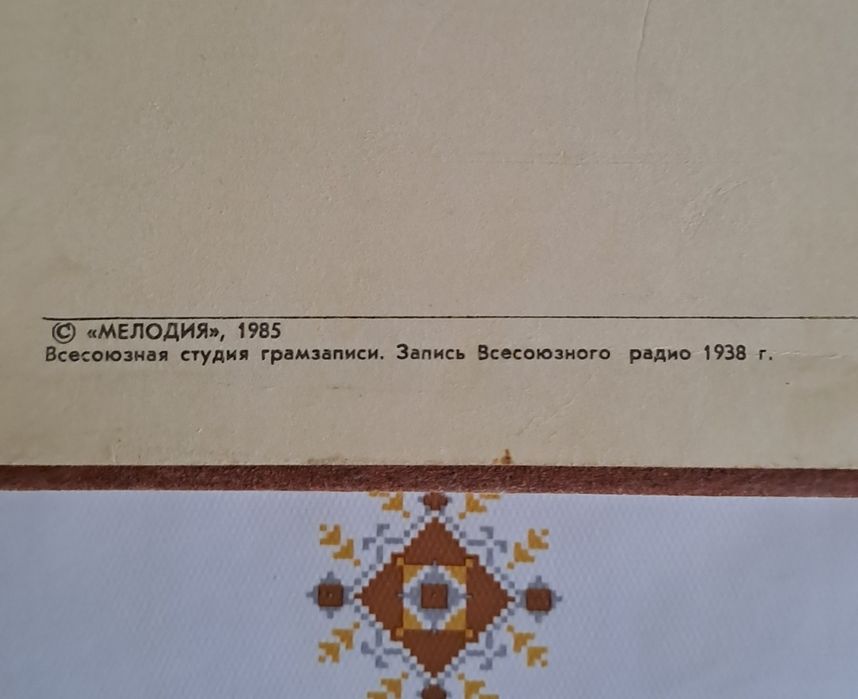 © «МЕЛОДИЯ», 1985
Всесоюзная студия грамзаписи. Запись Всесоюзного радио 1938 г.